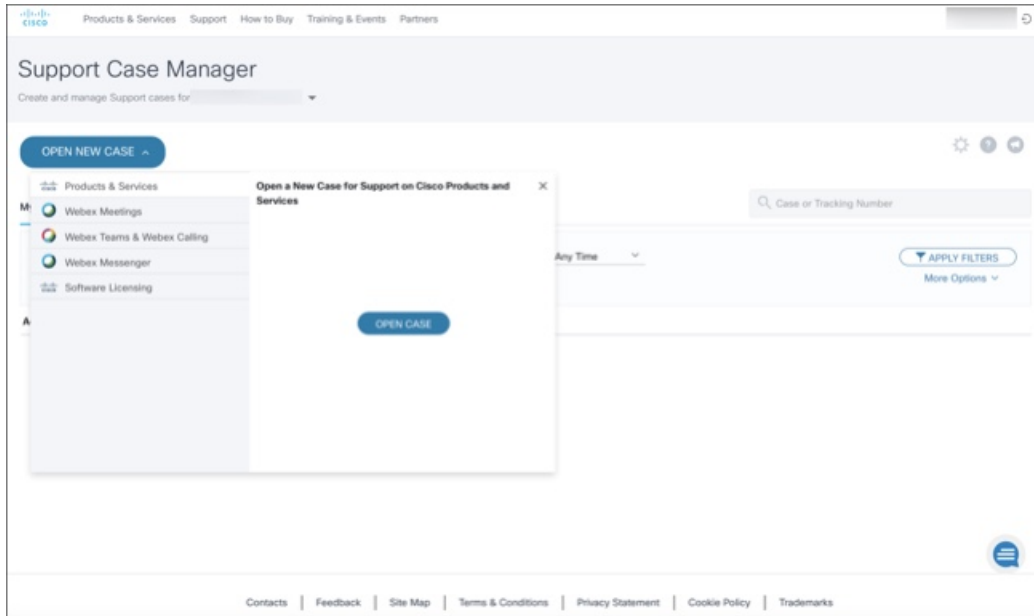 CISCO
Products & Services Support How to Buy Training & Events Partners
Support Case Manager
Create and manage Support cases for
OPEN NEW CASE
Products & Services
Webex Meetings
Webex Teams & Webex Calling
Webex Messenger
Software Licensing
Open a New Case for Support on Cisco Products and
Services
OPEN CASE
M
Case or Tracking Number
Any Time
APPLY FILTERS
More Options
A
Contacts | Feedback | Site Map | Terms & Conditions | Privacy Statement | Cookie Policy | Trademarks